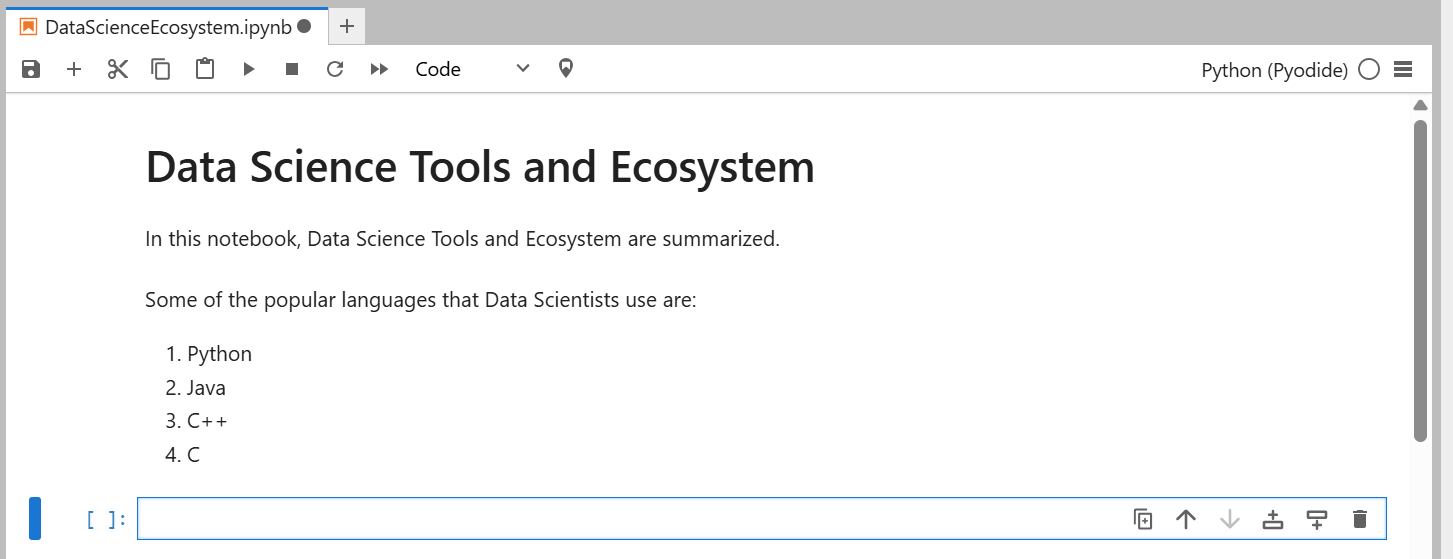 DataScienceEcosystem.ipynb
Code
Python (Pyodide)
Data Science Tools and Ecosystem
In this notebook, Data Science Tools and Ecosystem are summarized.
Some of the popular languages that Data Scientists use are:
1. Python
2. Java
3. C++
4. C
[ ]: